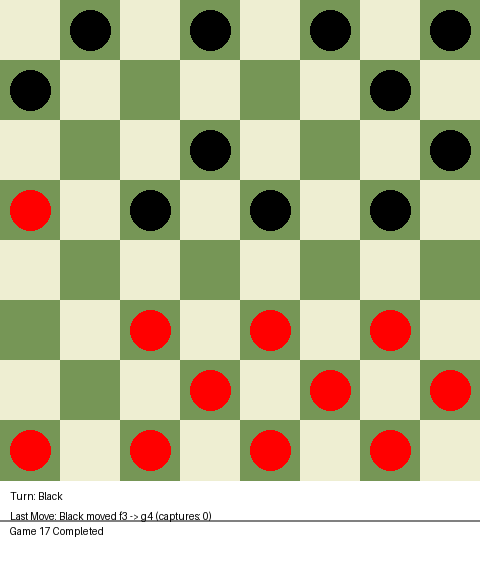 Turn: Black
Last Move: Black moved f3 -> g4 (captures: 0)
Game 17 Completed